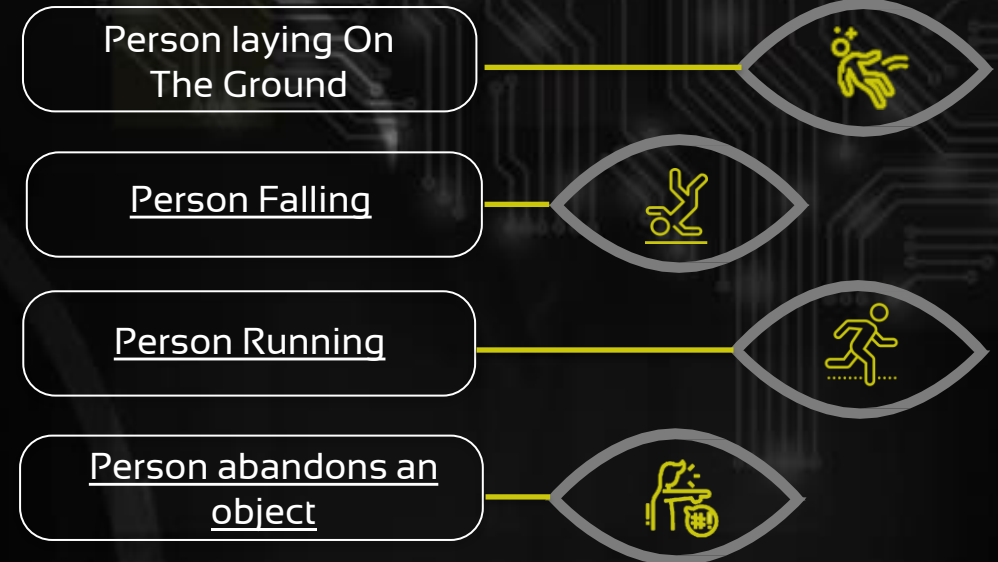 Person laying On
The Ground
Person Falling
Person Running
Person abandons an
object
#!